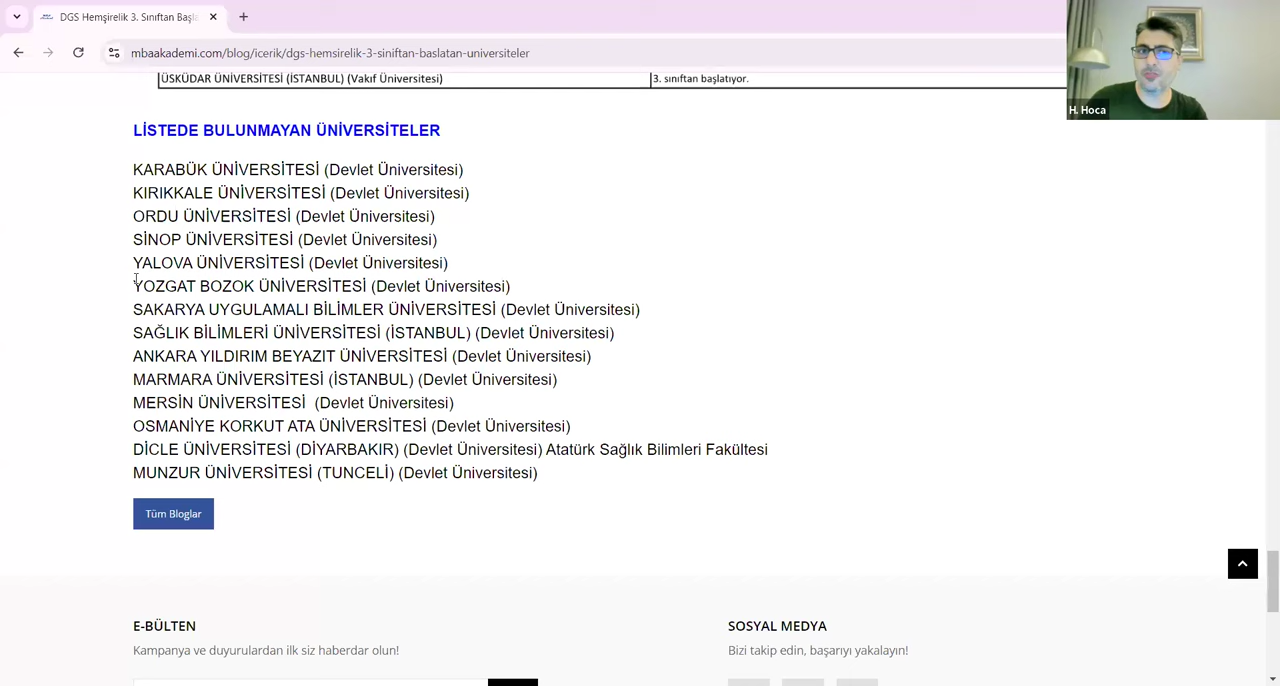 DGS Hemşirelik 3. Sınıftan Başla
mbaakademi.com/blog/icerik/dgs-hemsirelik-3-siniftan-baslatan-universiteler
H. Hoca
ÜSKÜDAR ÜNİVERSİTESİ (İSTANBUL) (Vakıf Üniversitesi) 3. sınıftan başlatıyor.
LİSTEDE BULUNMAYAN ÜNİVERSİTELER
KARABÜK ÜNİVERSİTESİ (Devlet Üniversitesi)
KIRIKKALE ÜNİVERSİTESİ (Devlet Üniversitesi)
ORDU ÜNİVERSİTESİ (Devlet Üniversitesi)
SİNOP ÜNİVERSİTESİ (Devlet Üniversitesi)
YALOVA ÜNİVERSİTESİ (Devlet Üniversitesi)
YOZGAT BOZOK ÜNİVERSİTESİ (Devlet Üniversitesi)
SAKARYA UYGULAMALI BİLİMLER ÜNİVERSİTESİ (Devlet Üniversitesi)
SAĞLIK BİLİMLERİ ÜNİVERSİTESİ (İSTANBUL) (Devlet Üniversitesi)
ANKARA YILDIRIM BEYAZIT ÜNİVERSİTESİ (Devlet Üniversitesi)
MARMARA ÜNİVERSİTESİ (İSTANBUL) (Devlet Üniversitesi)
MERSİN ÜNİVERSİTESİ (Devlet Üniversitesi)
OSMANİYE KORKUT ATA ÜNİVERSİTESİ (Devlet Üniversitesi)
DİCLE ÜNİVERSİTESİ (DİYARBAKIR) (Devlet Üniversitesi) Atatürk Sağlık Bilimleri Fakültesi
MUNZUR ÜNİVERSİTESİ (TUNCELİ) (Devlet Üniversitesi)
Tüm Bloglar
E-BÜLTEN
Kampanya ve duyurulardan ilk siz haberdar olun!
SOSYAL MEDYA
Bizi takip edin, başarıyı yakalayın!